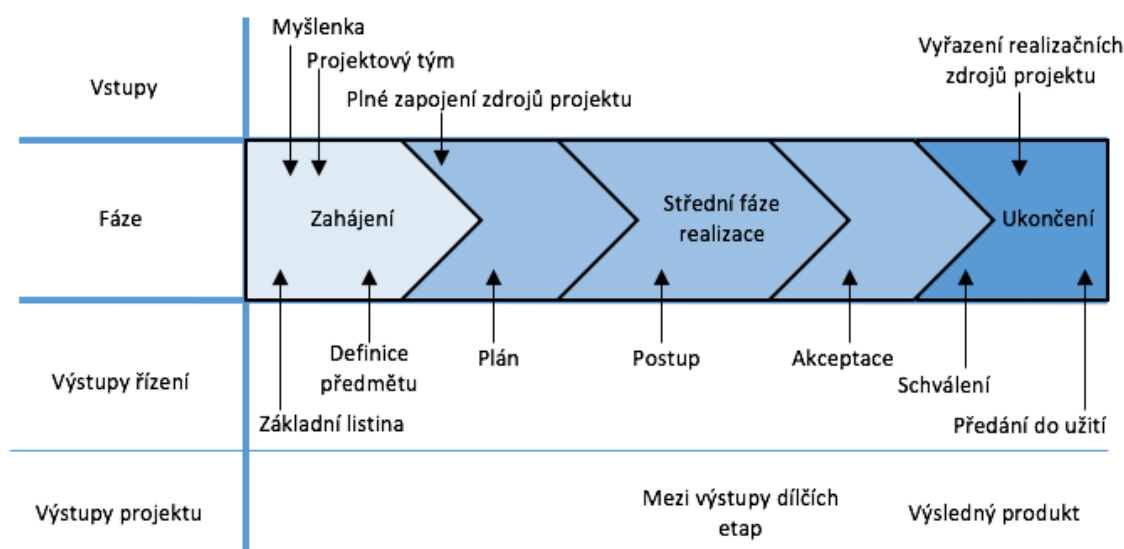 Myšlenka
Projektový tým
Plné zapojení zdrojů projektu
Vyřazení realizačních
zdrojů projektu
Vstupy
Fáze
Zahájení
Střední fáze
realizace
Ukončení
Výstupy řízení
Definice
předmětu
Plán
Postup
Akceptace
Schválení
Základní listina
Předání do užití
Výstupy projektu
Mezi výstupy dílčích
etap
Výsledný produkt